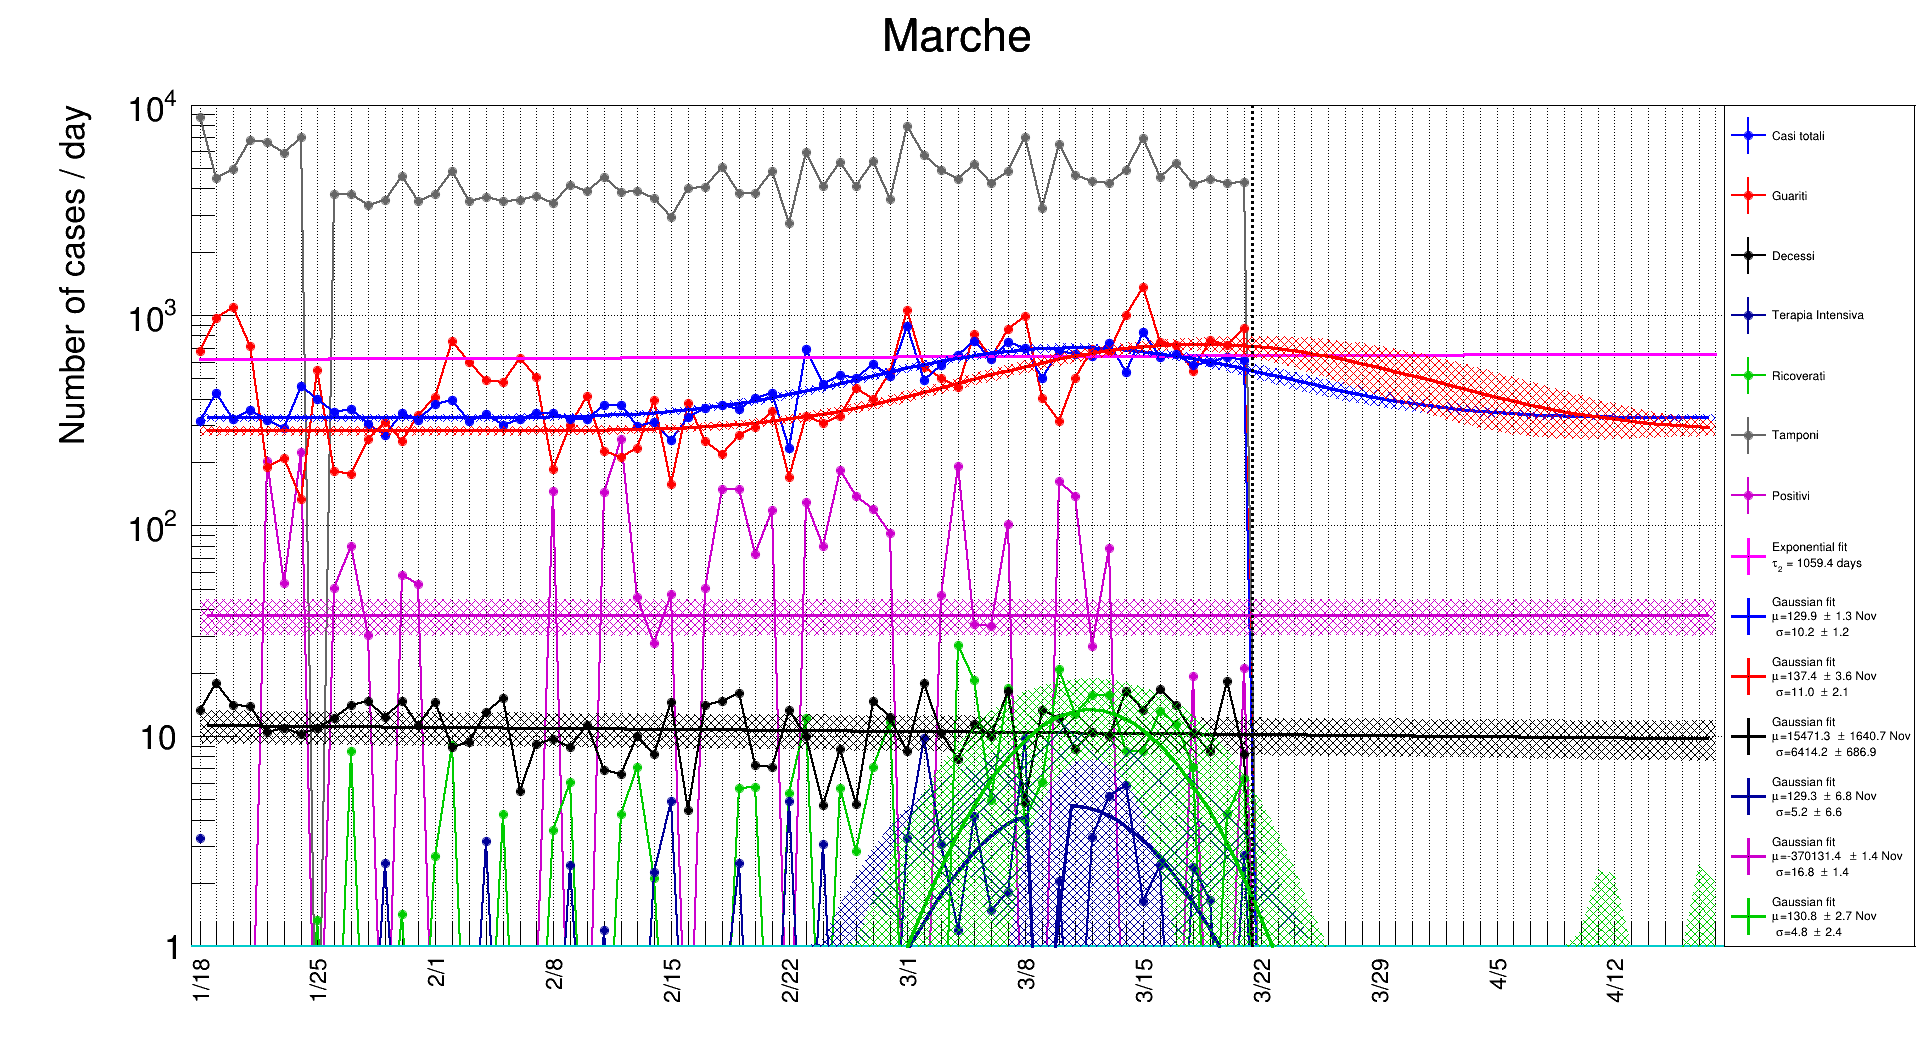 Marche
Number of cases / day
10^4
10^3
10^2
10
1
1/18
1/25
2/1
2/8
2/15
2/22
3/1
3/8
3/15
3/22
3/29
4/5
4/12
Casi totali
Guariti
Decessi
Terapia Intensiva
Ricoverati
Tamponi
Positivi
Exponential fit
τ₂ = 1059.4 days
Gaussian fit
μ=129.9 ± 1.3 Nov
σ=10.2 ± 1.2
Gaussian fit
μ=137.4 ± 3.6 Nov
σ=11.0 ± 2.1
Gaussian fit
μ=15471.3 ± 1640.7 Nov
σ=6414.2 ± 686.9
Gaussian fit
μ=129.3 ± 6.8 Nov
σ=5.2 ± 6.6
Gaussian fit
μ=-370131.4 ± 1.4 Nov
σ=16.8 ± 1.4
Gaussian fit
μ=130.8 ± 2.7 Nov
σ=4.8 ± 2.4